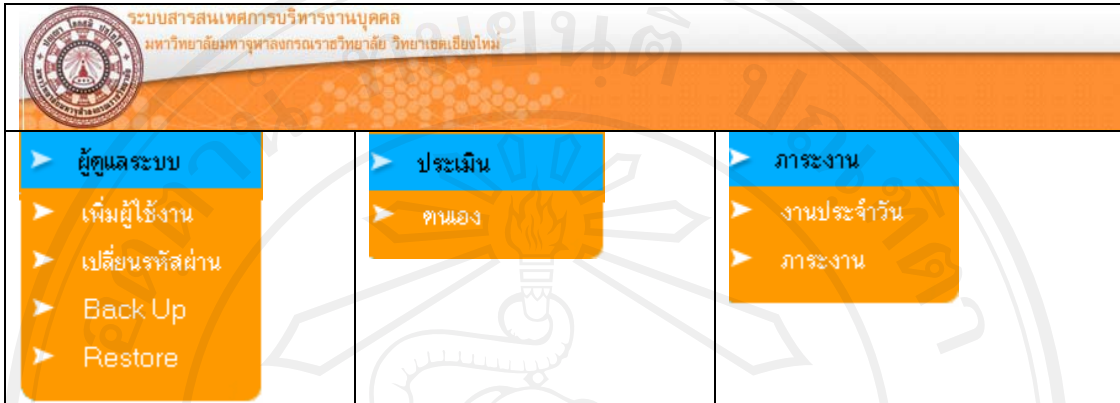 ระบบสารสนเทศการบริหารงานบุคคล
มหาวิทยาลัยมหาจุฬาลงกรณราชวิทยาลัย วิทยาเขตเชียงใหม่
ผู้ดูแลระบบ
เพิ่มผู้ใช้งาน
เปลี่ยนรหัสผ่าน
Back Up
Restore
ประเมิน
ตนเอง
ภาระงาน
งานประจำวัน
ภาระงาน